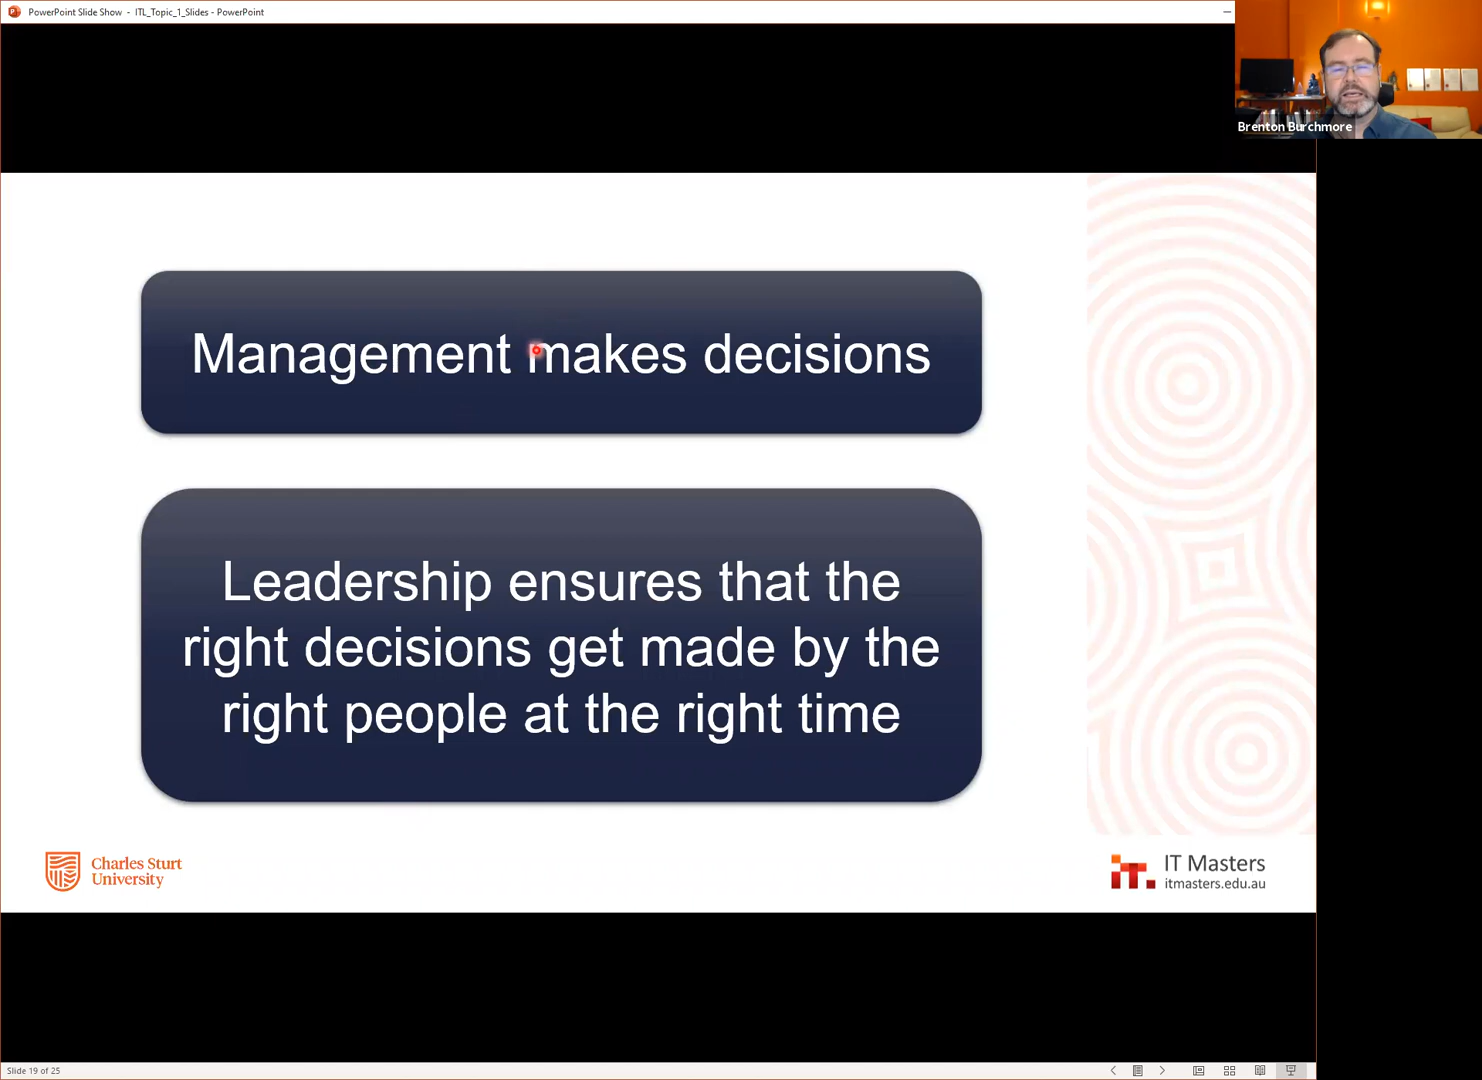 PowerPoint Slide Show - ITL_Topic_1_Slides - PowerPoint
Brenton Burchmore
Management makes decisions
Leadership ensures that the
right decisions get made by the
right people at the right time
Charles Sturt
University
IT Masters
itmasters.edu.au
Slide 19 of 25